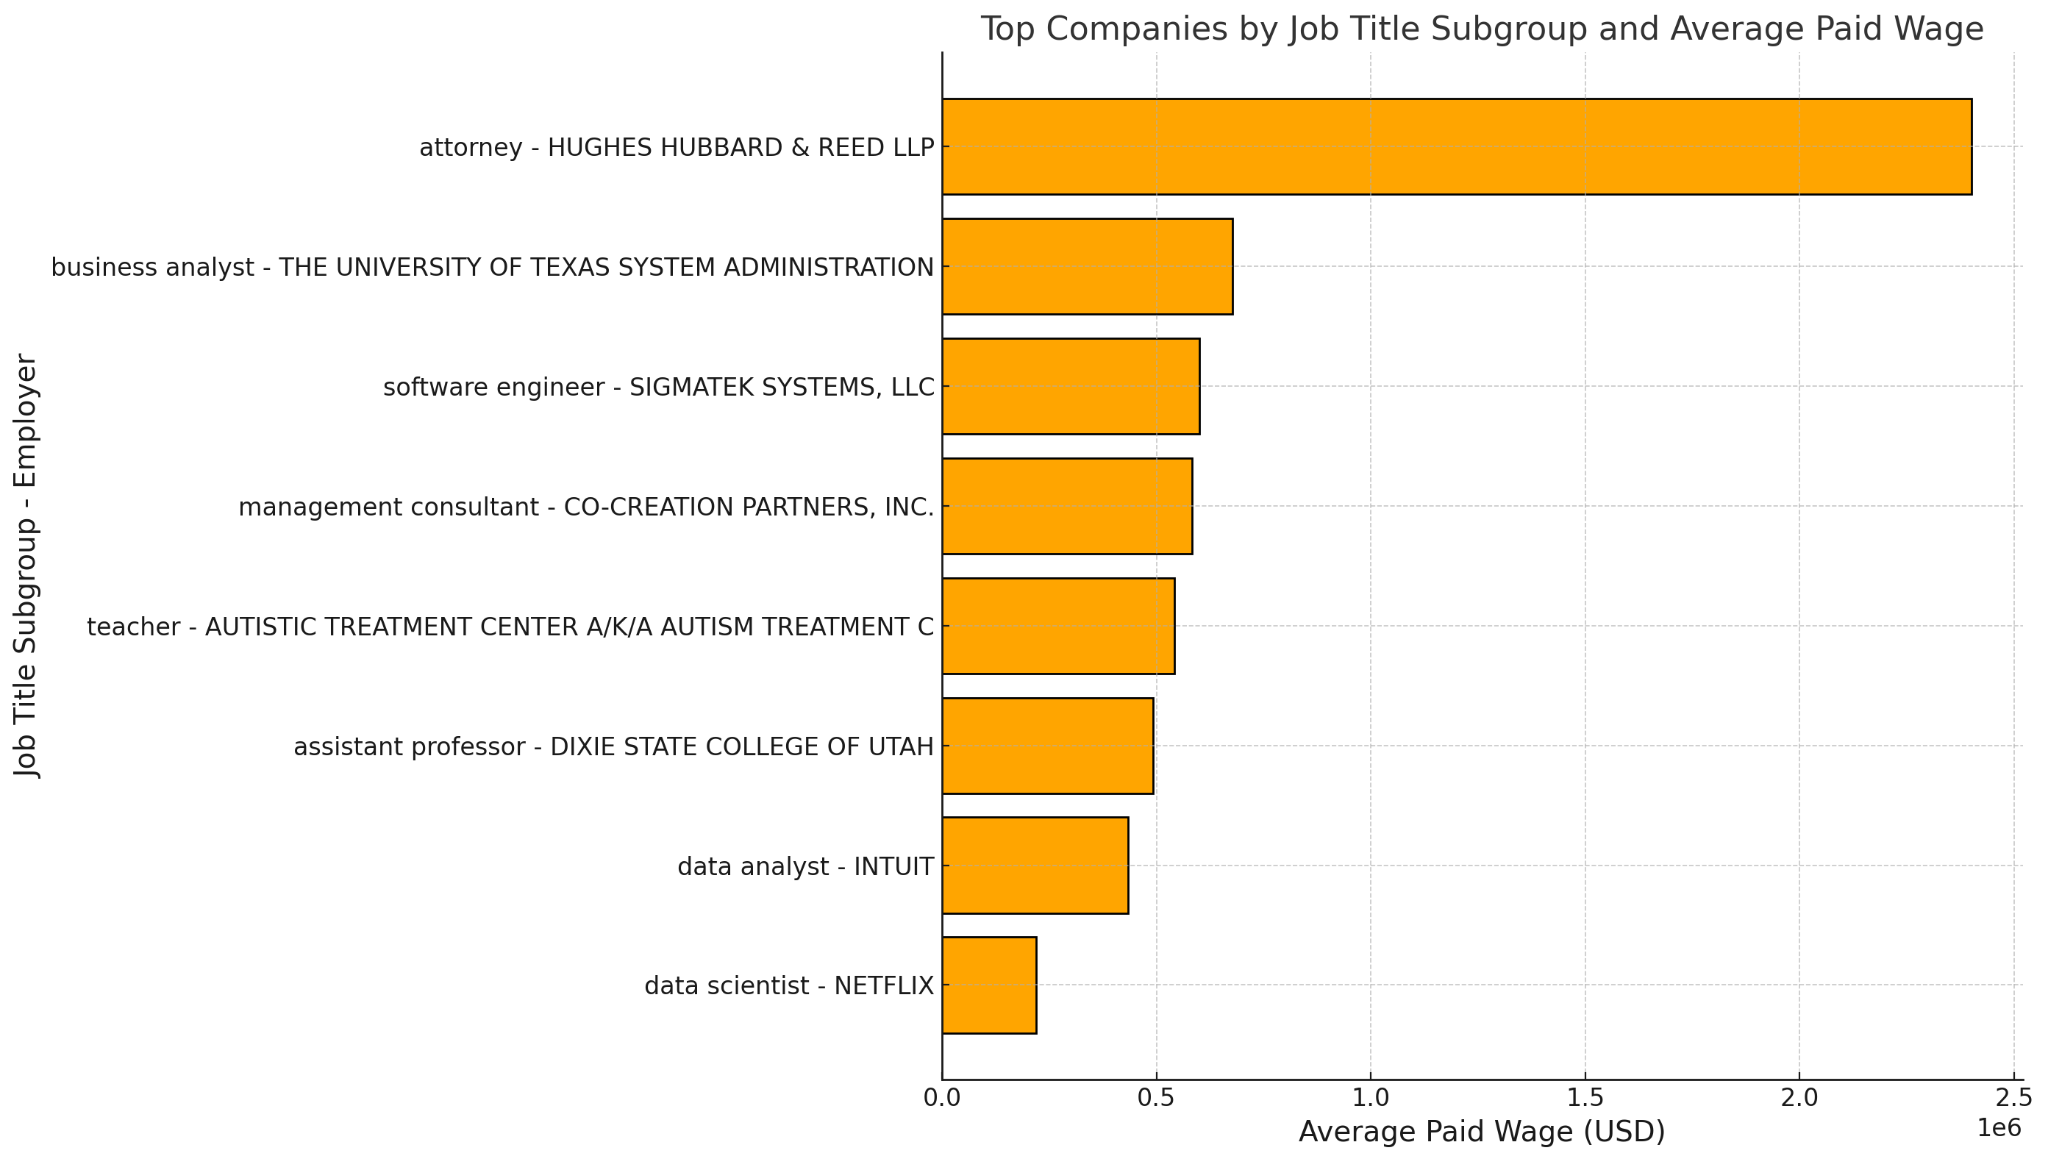 Top Companies by Job Title Subgroup and Average Paid Wage
Job Title Subgroup - Employer
attorney - HUGHES HUBBARD & REED LLP
business analyst - THE UNIVERSITY OF TEXAS SYSTEM ADMINISTRATION
software engineer - SIGMATEK SYSTEMS, LLC
management consultant - CO-CREATION PARTNERS, INC.
teacher - AUTISTIC TREATMENT CENTER A/K/A AUTISM TREATMENT C
assistant professor - DIXIE STATE COLLEGE OF UTAH
data analyst - INTUIT
data scientist - NETFLIX
0.0 0.5 1.0 1.5 2.0 2.5
1e6
Average Paid Wage (USD)